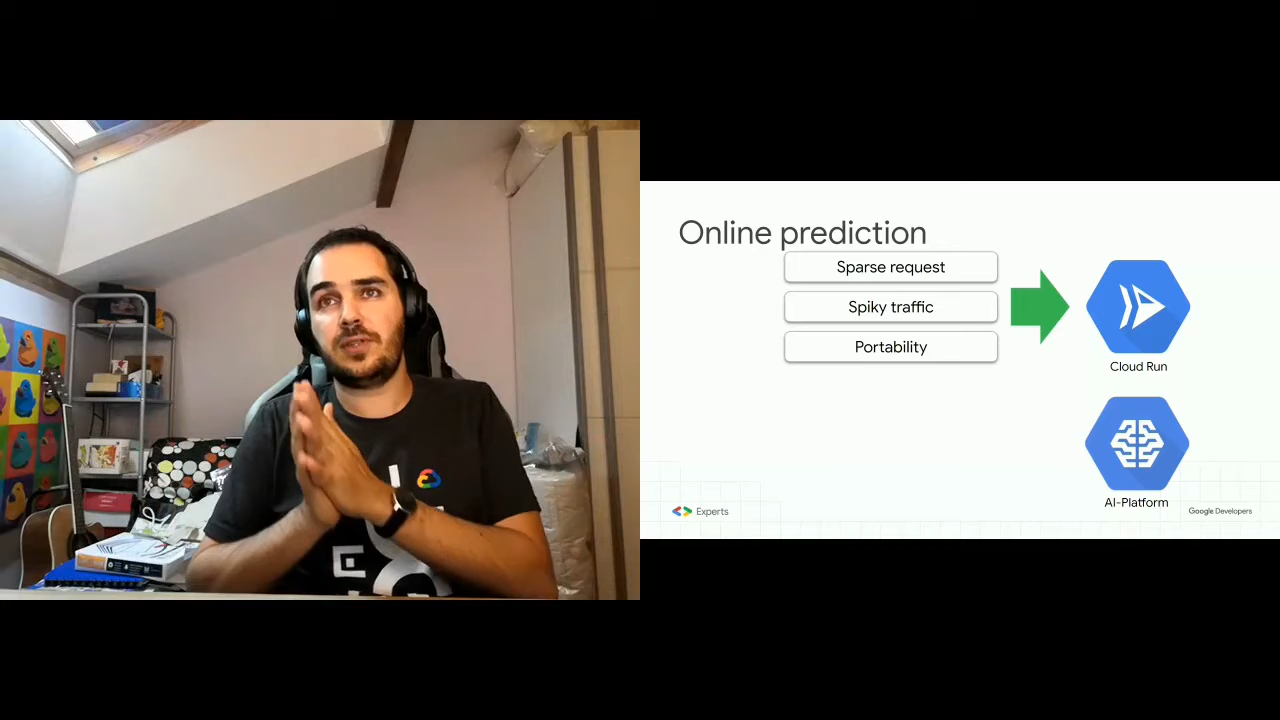 Online prediction
Sparse request
Spiky traffic
Portability
Cloud Run
AI-Platform
Experts
Google Developers